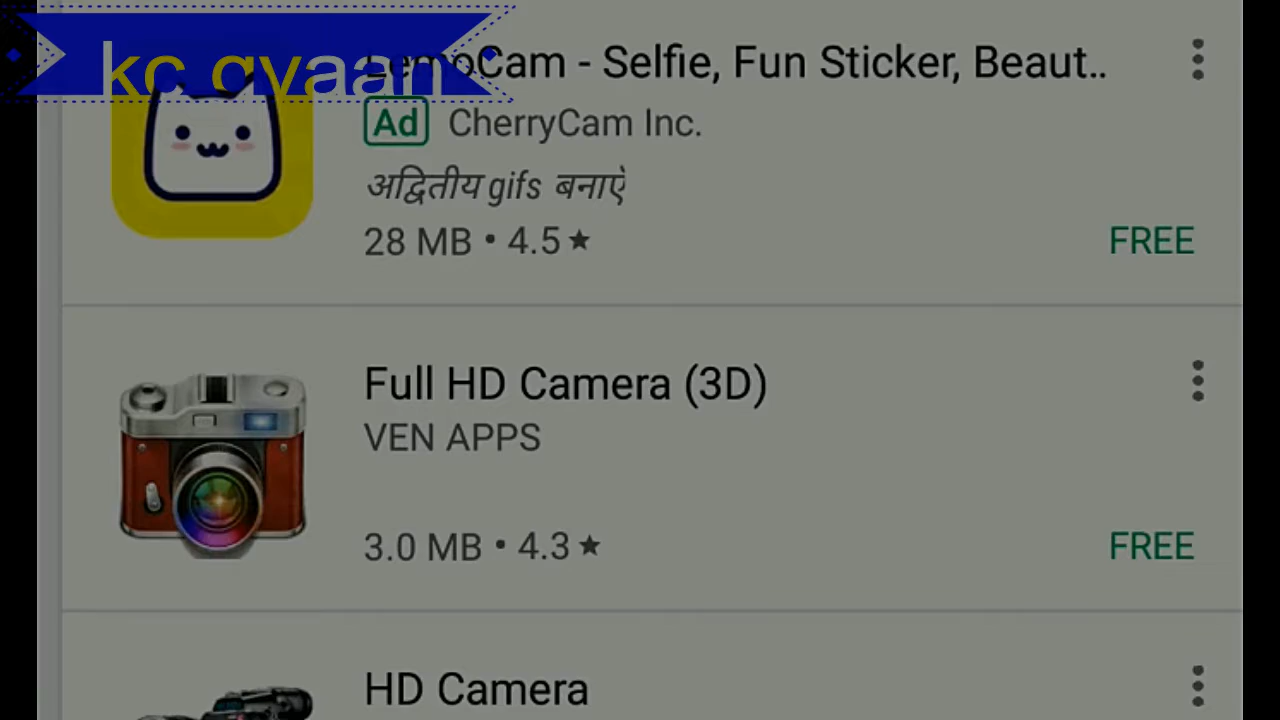 kc gyaan
LemoCam - Selfie, Fun Sticker, Beaut..
Ad CherryCam Inc.
अद्वितीय gifs बनाएं
28 MB • 4.5 ★ FREE
Full HD Camera (3D)
VEN APPS
3.0 MB • 4.3 ★ FREE
HD Camera